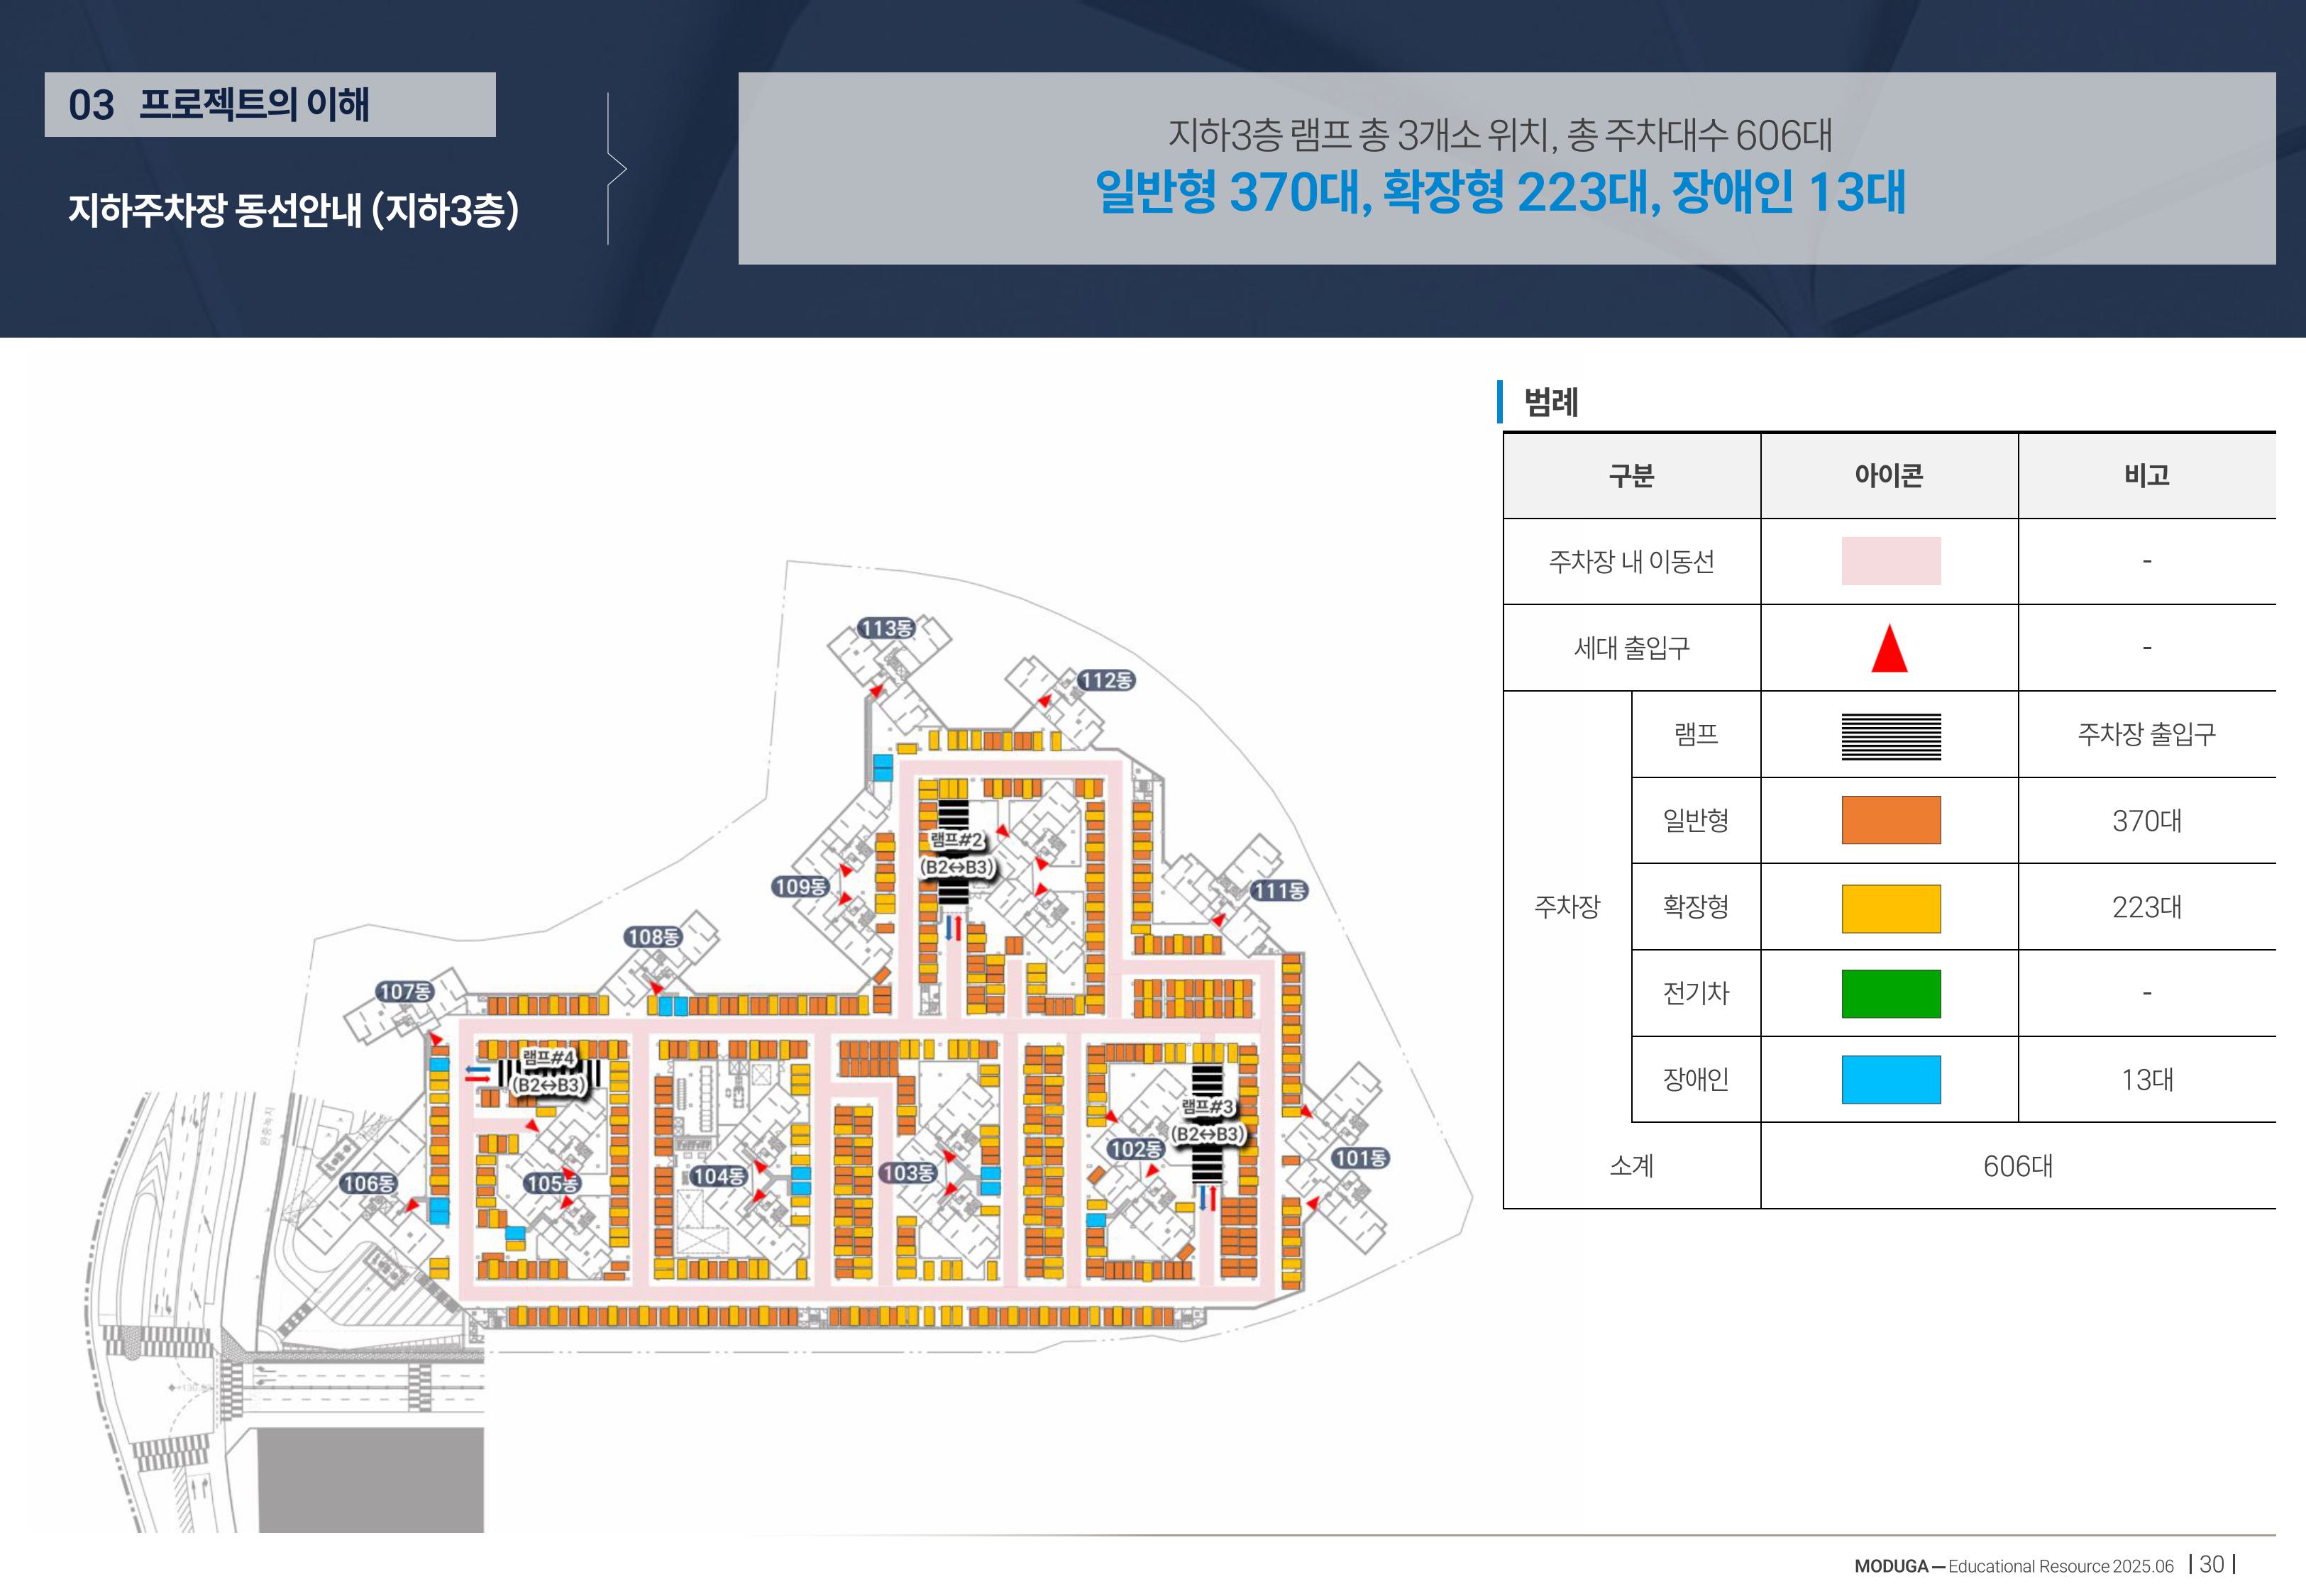 03 프로젝트의 이해
지하주차장 동선안내 (지하3층)
지하3층 램프 총 3개소 위치, 총 주차대수 606대
일반형 370대, 확장형 223대, 장애인 13대
범례
구분 아이콘 비고
주차장 내 이동선 -
세대 출입구 -
주차장
램프 주차장 출입구
일반형 370대
확장형 223대
전기차 -
장애인 13대
소계 606대
113동
112동
램프#2
(B2↔B3)
109동
111동
108동
107동
램프#4
(B2↔B3)
램프#3
(B2↔B3)
102동
101동
103동
104동
105동
106동
완충녹지
MODUGA — Educational Resource 2025.06 | 30 |